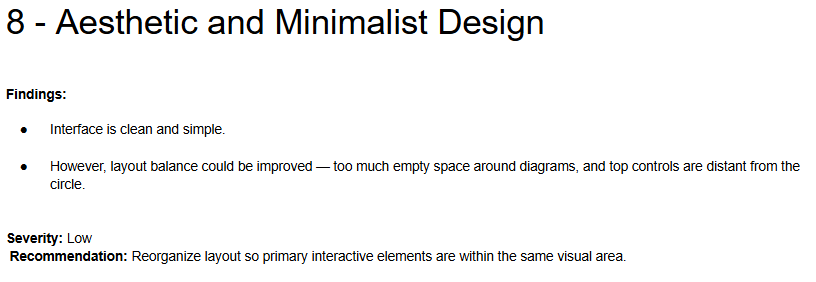 8 - Aesthetic and Minimalist Design
Findings:
● Interface is clean and simple.
● However, layout balance could be improved — too much empty space around diagrams, and top controls are distant from the
circle.
Severity: Low
Recommendation: Reorganize layout so primary interactive elements are within the same visual area.